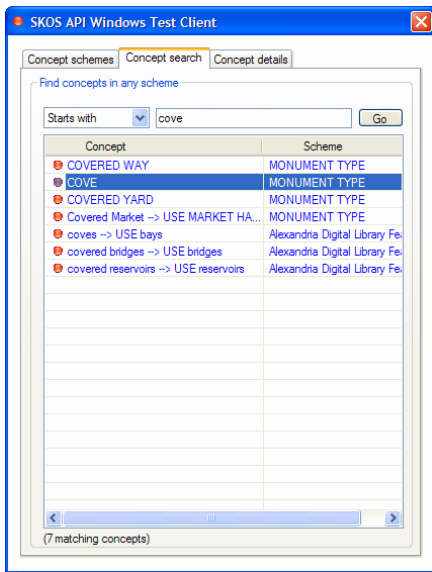 SKOS API Windows Test Client
Concept schemes Concept search Concept details
Find concepts in any scheme
Starts with cove Go
Concept Scheme
COVERED WAY MONUMENT TYPE
COVE MONUMENT TYPE
COVERED YARD MONUMENT TYPE
Covered Market --> USE MARKET HA... MONUMENT TYPE
coves --> USE bays Alexandria Digital Library Fe
covered bridges --> USE bridges Alexandria Digital Library Fe
covered reservoirs --> USE reservoirs Alexandria Digital Library Fe
(7 matching concepts)